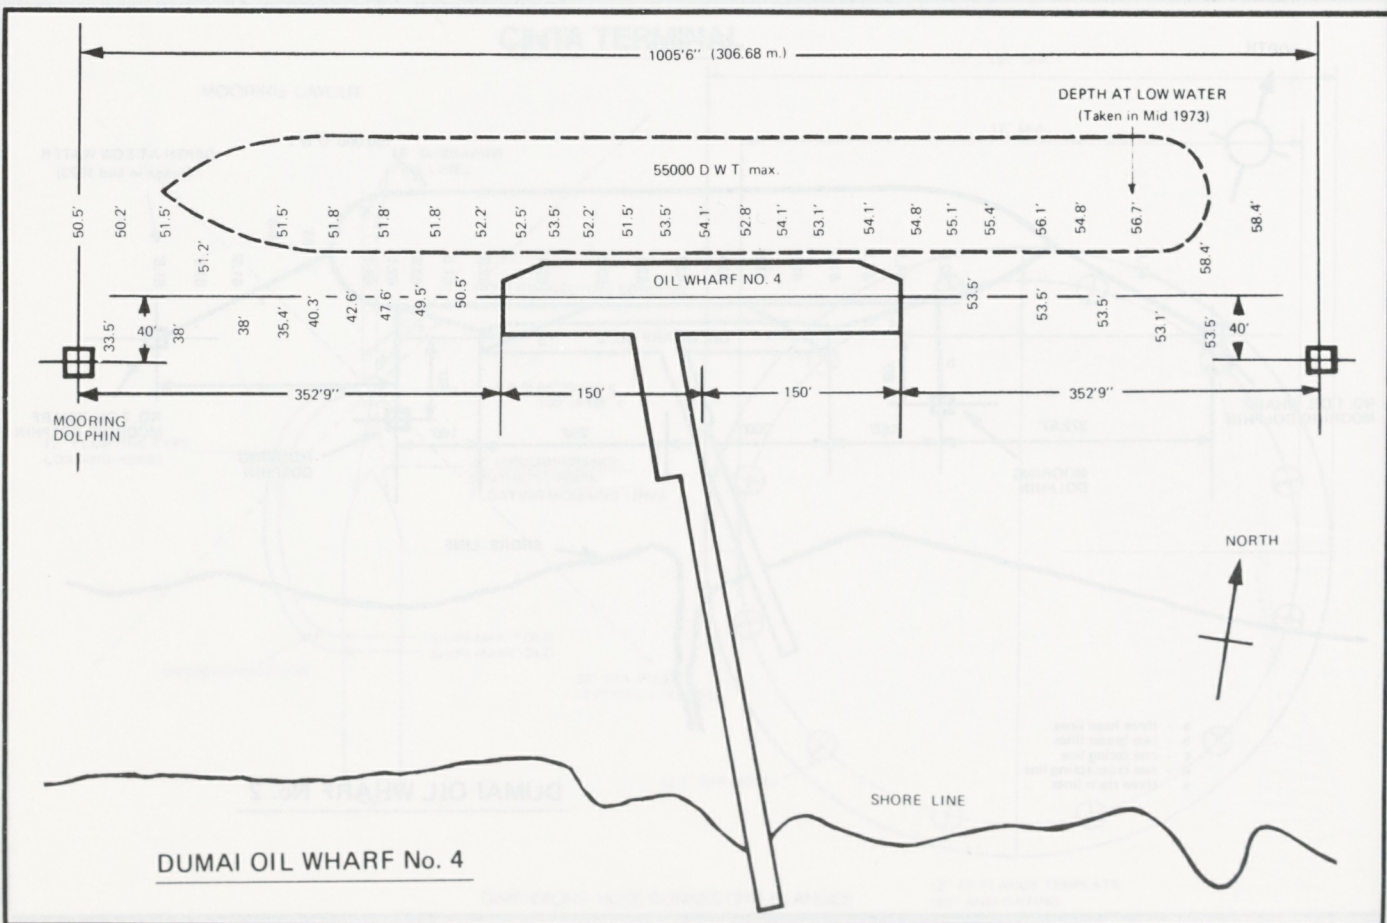 1005'6" (306.68 m.)
DEPTH AT LOW WATER
(Taken in Mid 1973)
55000 D W T max.
50.5' 50.2' 51.5' 51.2' 51.5' 51.8' 51.8' 51.8' 52.2' 52.5' 53.5' 52.2' 51.5' 53.5' 54.1' 52.8' 54.1' 53.1' 54.1' 54.8' 55.1' 55.4' 56.1' 54.8' 56.7' 58.4' 58.4'
OIL WHARF NO. 4
33.5' 40' 38' 38' 35.4' 40.3' 42.6' 47.6' 49.5' 50.5' 53.5' 53.5' 53.5' 53.1' 53.5' 40'
352'9" 150' 150' 352'9"
MOORING
DOLPHIN
NORTH
SHORE LINE
DUMAI OIL WHARF No. 4